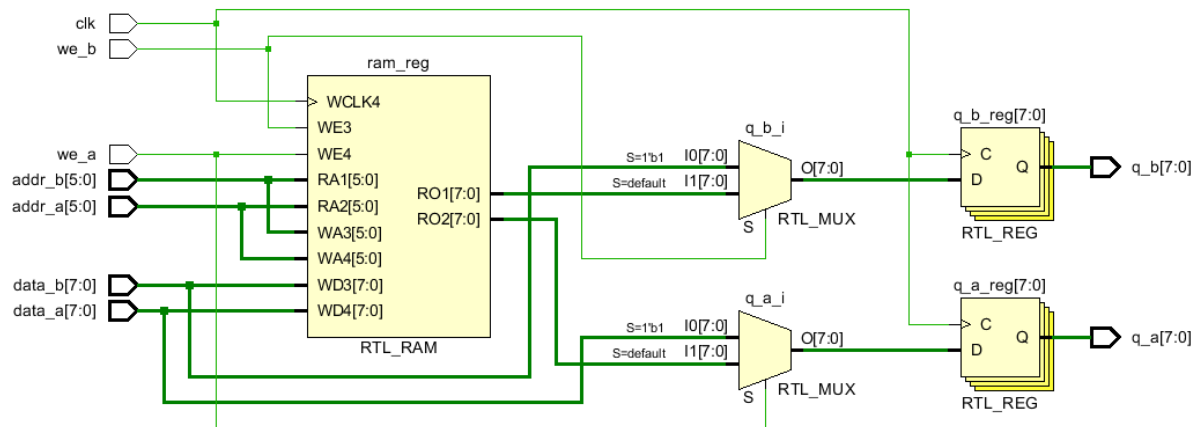 clk
we_b
we_a
addr_b[5:0]
addr_a[5:0]
data_b[7:0]
data_a[7:0]
ram_reg
WCLK4
WE3
WE4
RA1[5:0]
RA2[5:0]
WA3[5:0]
WA4[5:0]
WD3[7:0]
WD4[7:0]
RO1[7:0]
RO2[7:0]
RTL_RAM
q_b_i
S=1'b1
I0[7:0]
S=default
I1[7:0]
O[7:0]
S
RTL_MUX
q_b_reg[7:0]
C
D
Q
RTL_REG
q_b[7:0]
q_a_i
S=1'b1
I0[7:0]
S=default
I1[7:0]
O[7:0]
S
RTL_MUX
q_a_reg[7:0]
C
D
Q
RTL_REG
q_a[7:0]